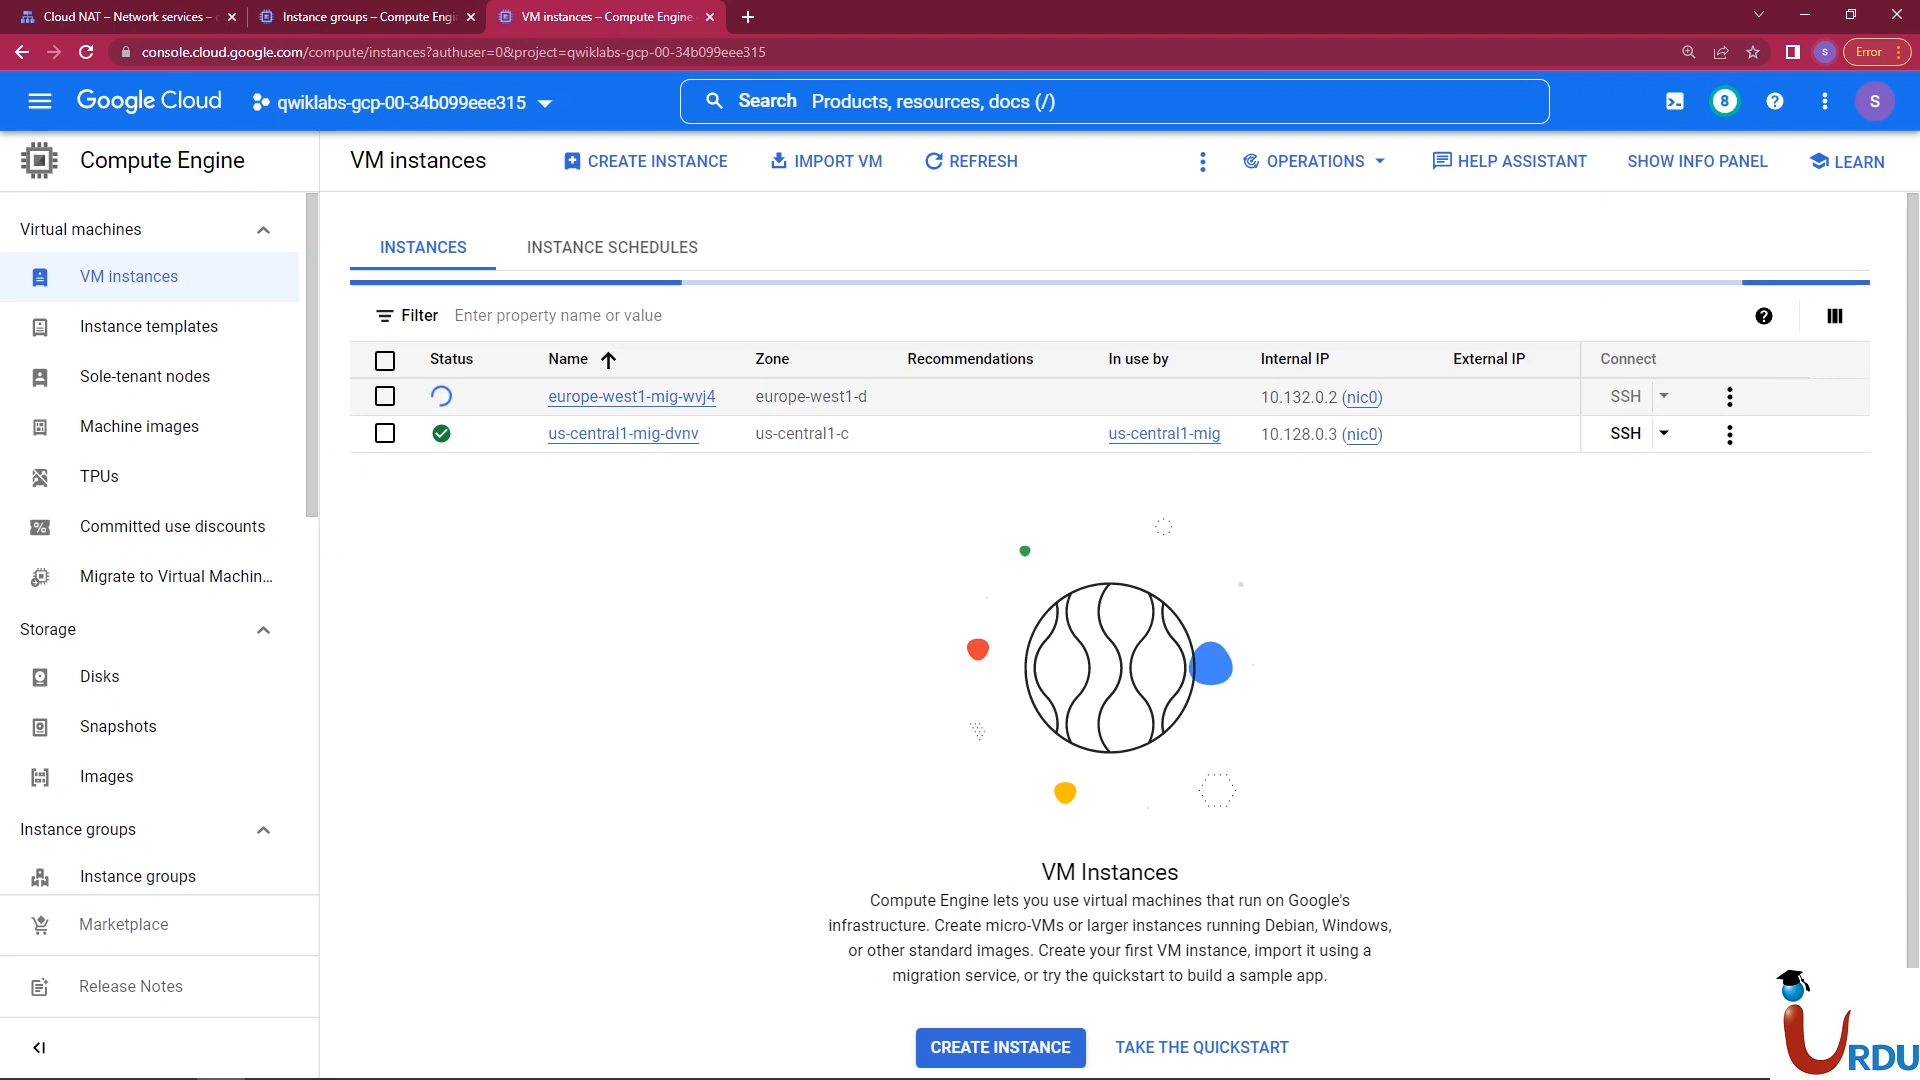 Cloud NAT – Network services –
Instance groups – Compute Engi
VM instances – Compute Engine
console.cloud.google.com/compute/instances?authuser=0&project=qwiklabs-gcp-00-34b099eee315
s
Error
Google Cloud
qwiklabs-gcp-00-34b099eee315
Search Products, resources, docs (/)
8
S
Compute Engine
VM instances
CREATE INSTANCE
IMPORT VM
REFRESH
OPERATIONS
HELP ASSISTANT
SHOW INFO PANEL
LEARN
Virtual machines
VM instances
Instance templates
Sole-tenant nodes
Machine images
TPUs
Committed use discounts
Migrate to Virtual Machin...
Storage
Disks
Snapshots
Images
Instance groups
Instance groups
Marketplace
Release Notes
INSTANCES
INSTANCE SCHEDULES
Filter Enter property name or value
Status Name Zone Recommendations In use by Internal IP External IP Connect
europe-west1-mig-wvj4 europe-west1-d 10.132.0.2 (nic0) SSH
us-central1-mig-dvnv us-central1-c us-central1-mig 10.128.0.3 (nic0) SSH
VM Instances
Compute Engine lets you use virtual machines that run on Google's
infrastructure. Create micro-VMs or larger instances running Debian, Windows,
or other standard images. Create your first VM instance, import it using a
migration service, or try the quickstart to build a sample app.
CREATE INSTANCE
TAKE THE QUICKSTART
iURDU